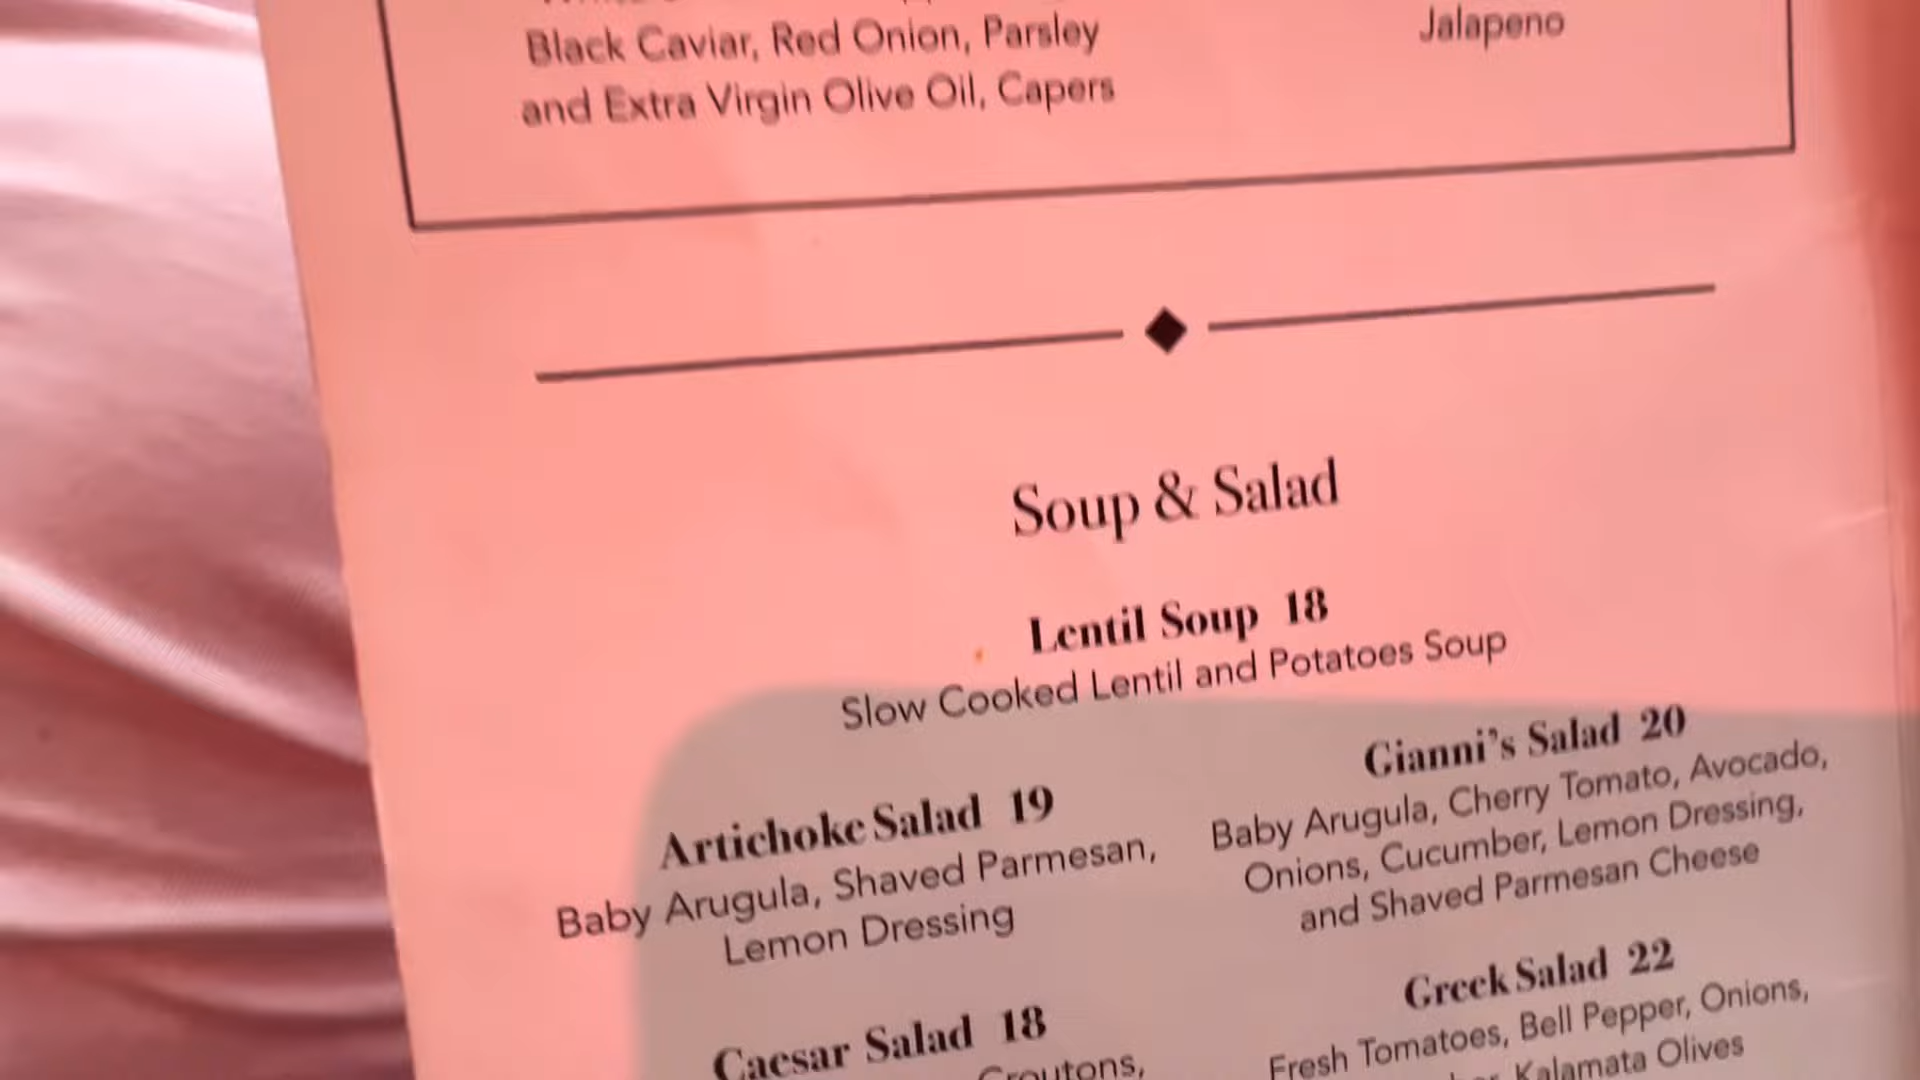 Black Caviar, Red Onion, Parsley
and Extra Virgin Olive Oil, Capers
Jalapeno
Soup & Salad
Lentil Soup 18
Slow Cooked Lentil and Potatoes Soup
Artichoke Salad 19
Baby Arugula, Shaved Parmesan,
Lemon Dressing
Caesar Salad 18
Croutons,
Gianni's Salad 20
Baby Arugula, Cherry Tomato, Avocado,
Onions, Cucumber, Lemon Dressing,
and Shaved Parmesan Cheese
Greek Salad 22
Fresh Tomatoes, Bell Pepper, Onions,
Kalamata Olives